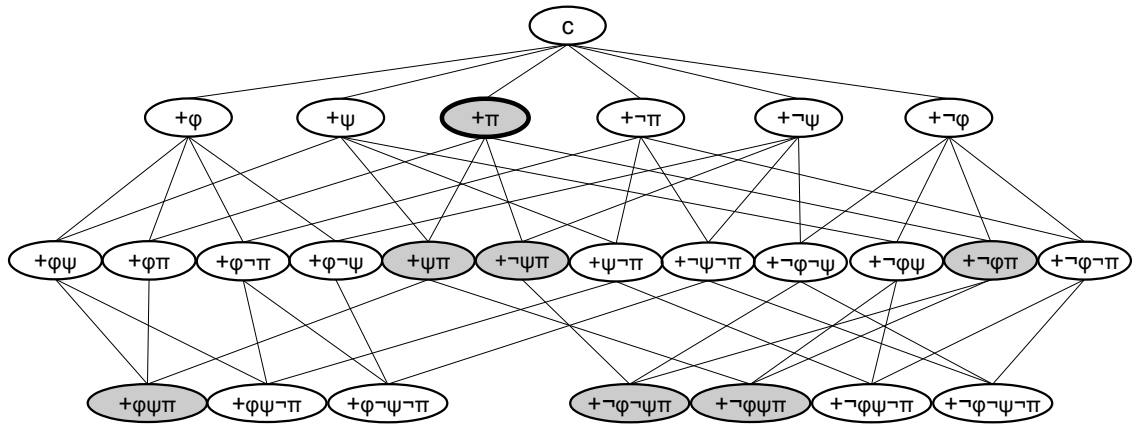 c
+φ +ψ +π +¬π +¬ψ +¬φ
+φψ +φπ +φ¬π +φ¬ψ +ψπ +¬ψπ +ψ¬π +¬ψ¬π +¬φ¬ψ +¬φψ +¬φπ +¬φ¬π
+φψπ +φψ¬π +φ¬ψ¬π +¬φ¬ψπ +¬φψπ +¬φψ¬π +¬φ¬ψ¬π